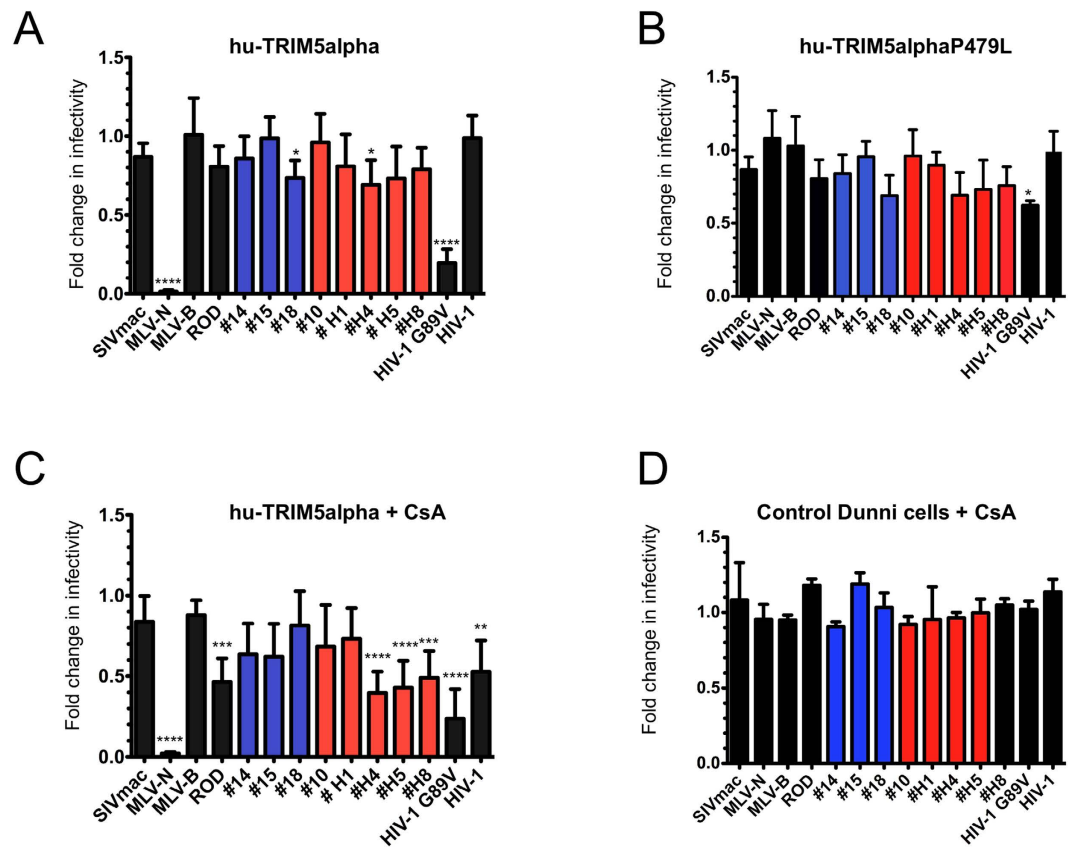 A
hu-TRIM5alpha
Fold change in infectivity
1.5
1.0
0.5
0.0
****
*
*
****
SIVmac
MLV-N
MLV-B
ROD
#14
#15
#18
#10
# H1
#H4
# H5
#H8
HIV-1 G89V
HIV-1
B
hu-TRIM5alphaP479L
Fold change in infectivity
1.5
1.0
0.5
0.0
*
SIVmac
MLV-N
MLV-B
ROD
#14
#15
#18
#10
#H1
#H4
#H5
#H8
HIV-1 G89V
HIV-1
C
hu-TRIM5alpha + CsA
Fold change in infectivity
1.5
1.0
0.5
0.0
****
***
****
****
***
****
**
SIVmac
MLV-N
MLV-B
ROD
#14
#15
#18
#10
# H1
#H4
#H5
#H8
HIV-1 G89V
HIV-1
D
Control Dunni cells + CsA
Fold change in infectivity
1.5
1.0
0.5
0.0
SIVmac
MLV-N
MLV-B
ROD
#14
#15
#18
#10
#H1
#H4
#H5
#H8
HIV-1 G89V
HIV-1